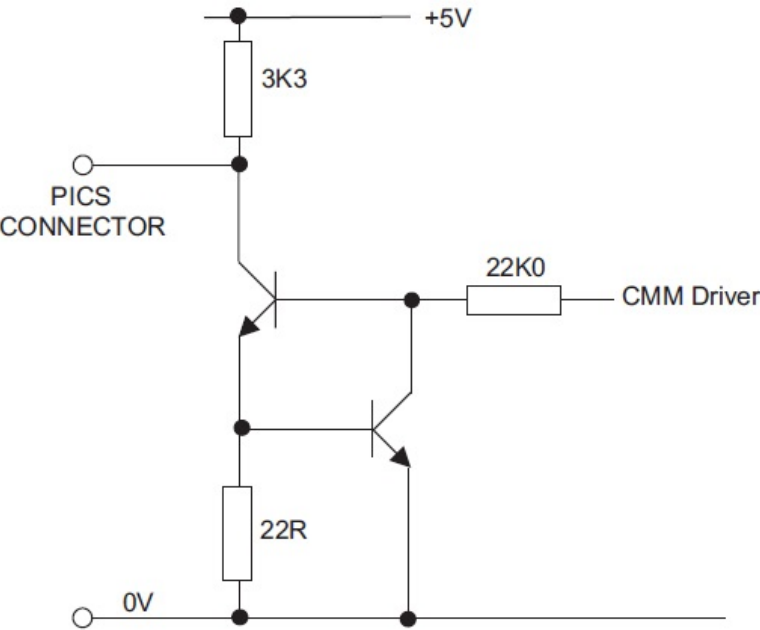 +5V
3K3
PICS
CONNECTOR
22K0
CMM Driver
22R
0V